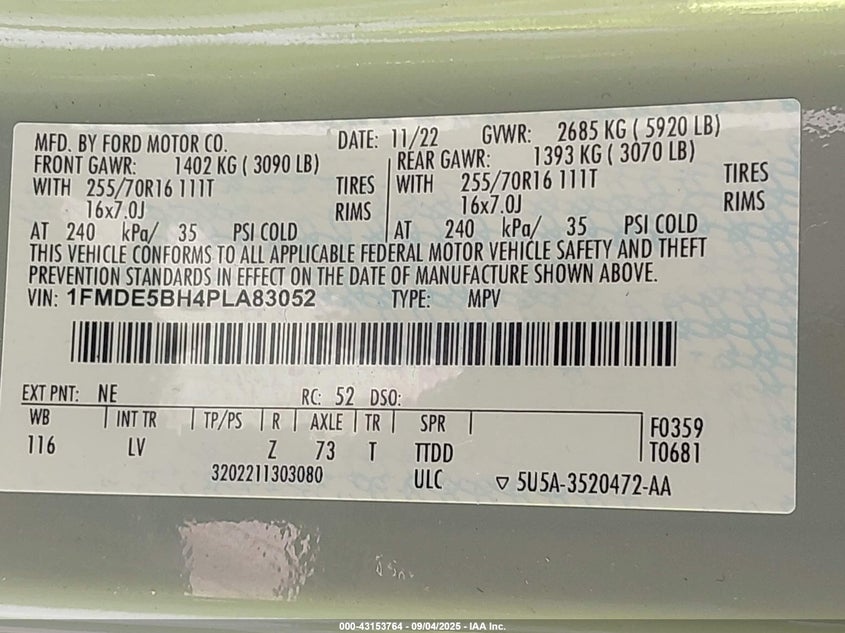 MFD. BY FORD MOTOR CO. DATE: 11/22 GVWR: 2685 KG ( 5920 LB)
FRONT GAWR: 1402 KG ( 3090 LB) REAR GAWR: 1393 KG ( 3070 LB)
WITH 255/70R16 111T TIRES WITH 255/70R16 111T TIRES
16x7.0J RIMS 16x7.0J RIMS
AT 240 kPa/ 35 PSI COLD AT 240 kPa/ 35 PSI COLD
THIS VEHICLE CONFORMS TO ALL APPLICABLE FEDERAL MOTOR VEHICLE SAFETY AND THEFT
PREVENTION STANDARDS IN EFFECT ON THE DATE OF MANUFACTURE SHOWN ABOVE.
VIN: 1FMDE5BH4PLA83052 TYPE: MPV
EXT PNT: NE RC: 52 DSO:
WB INT TR TP/PS R AXLE TR SPR F0359
116 LV Z 73 T TTDD T0681
3202211303080 ULC ▽ 5U5A-3520472-AA
000-43153764 - 09/04/2025 - IAA Inc.